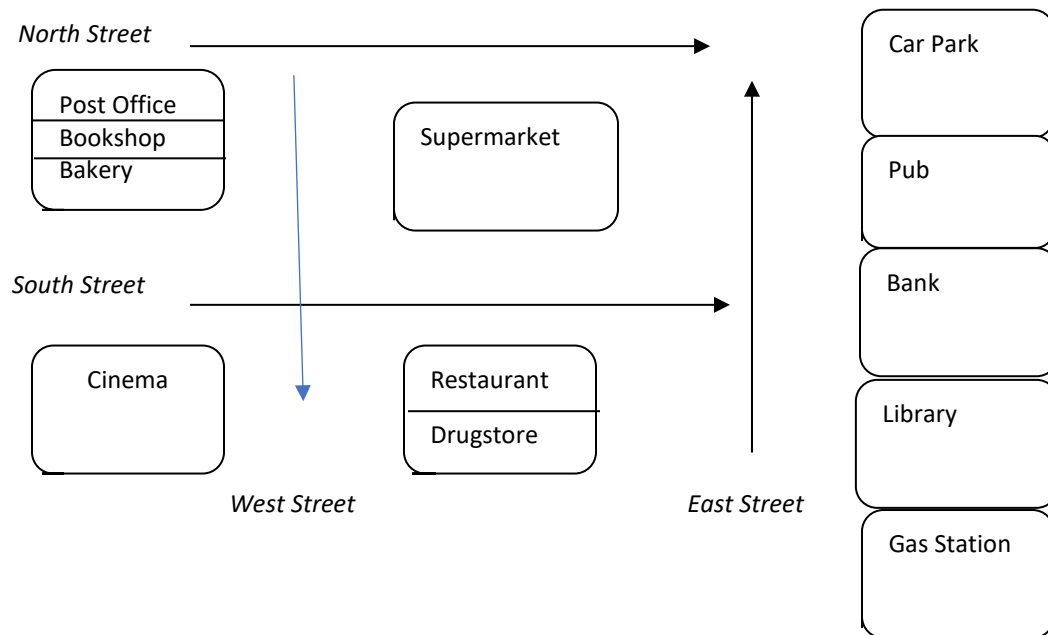 North Street
Car Park
Post Office
Bookshop
Bakery
Supermarket
Pub
South Street
Bank
Cinema
Restaurant
Drugstore
Library
West Street
East Street
Gas Station